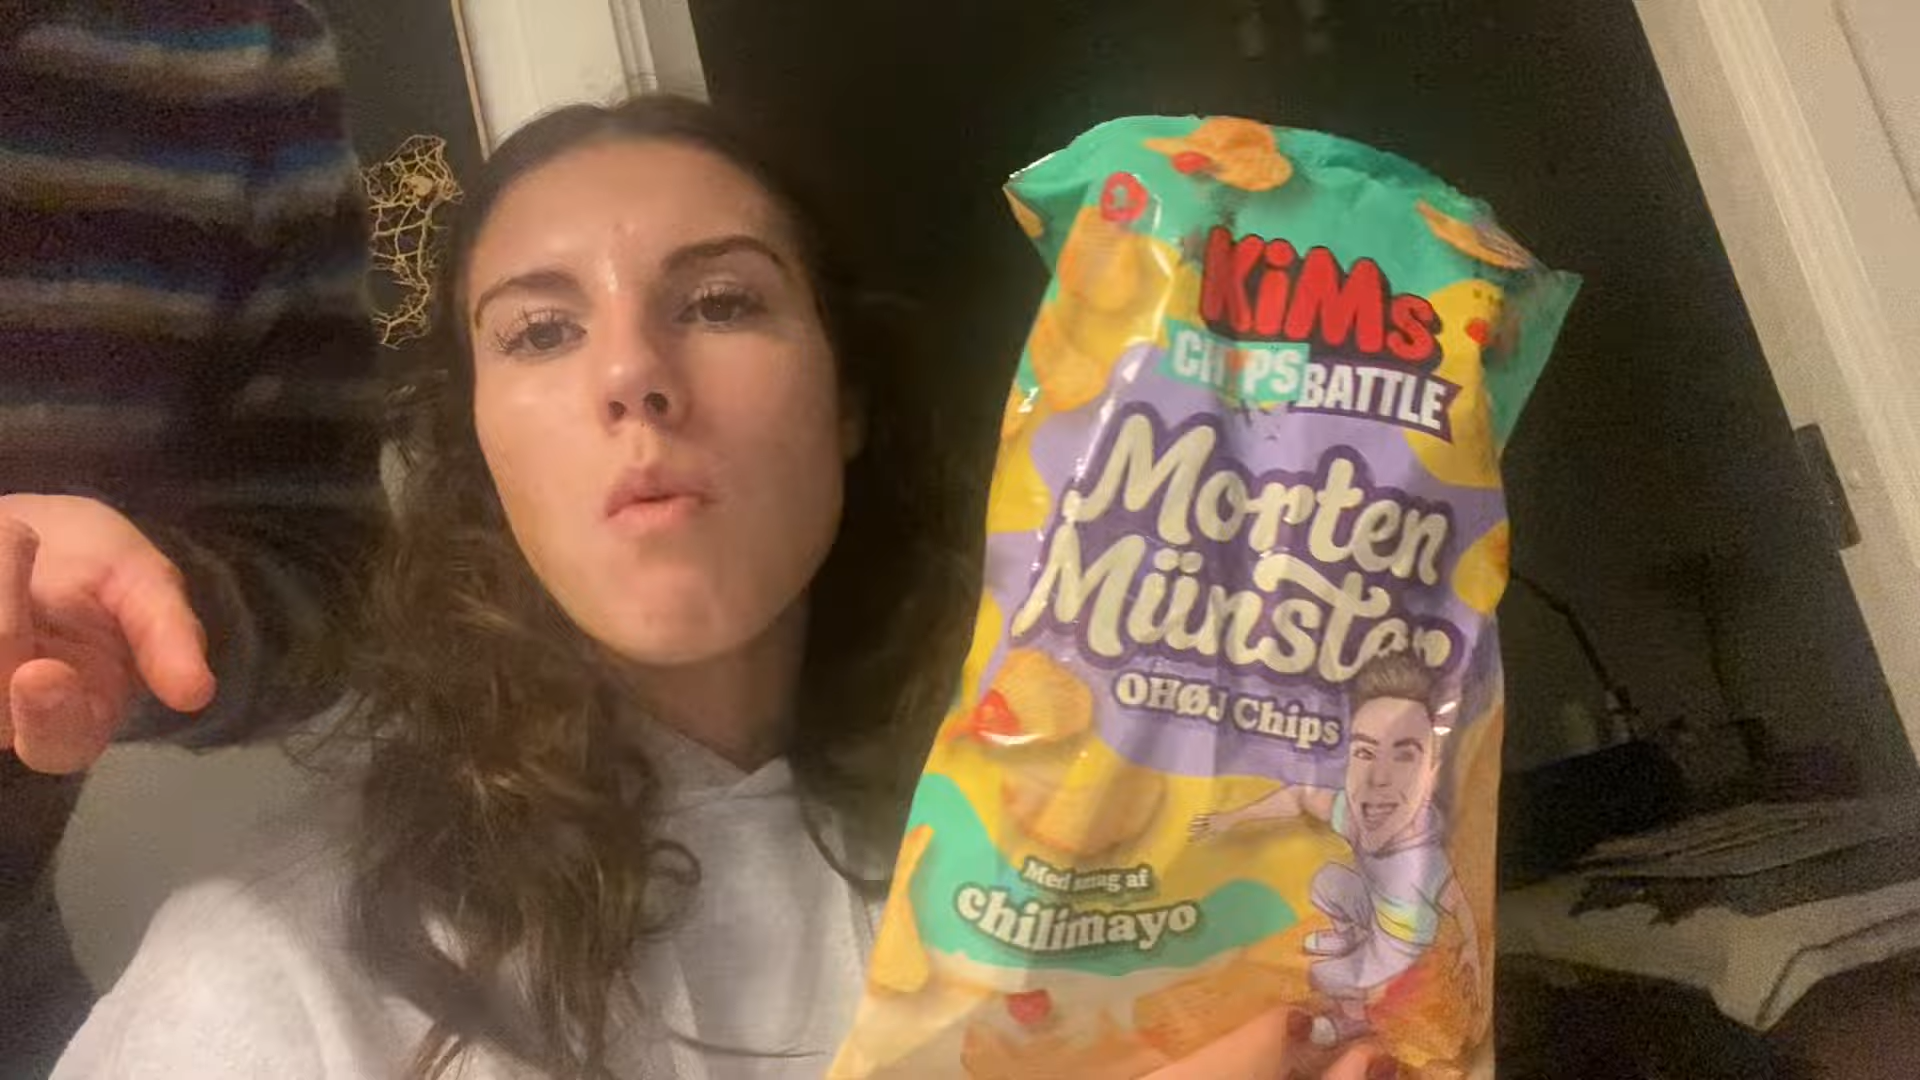 KiMs
CHiPS BATTLE
Morten
Münster
OHØJ Chips
Med smag af
chilimayo